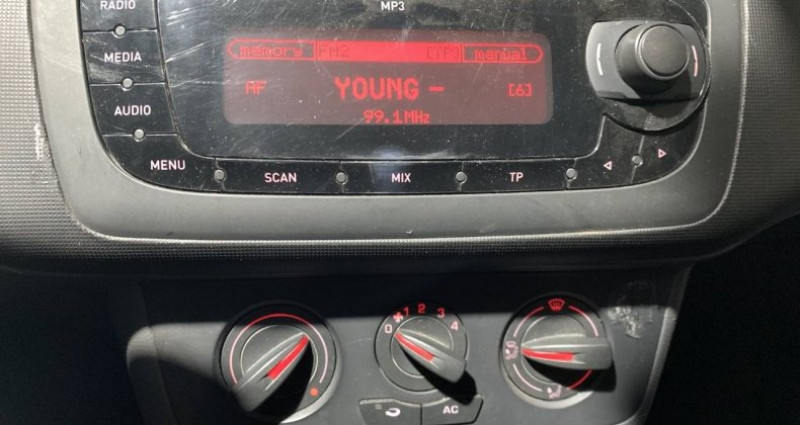 RADIO
MP3
MEDIA
memory FM2 [TP] manual
AF YOUNG - [6]
AUDIO
99.1MHz
MENU
SCAN
MIX
TP
0 1 2 3 4
AC